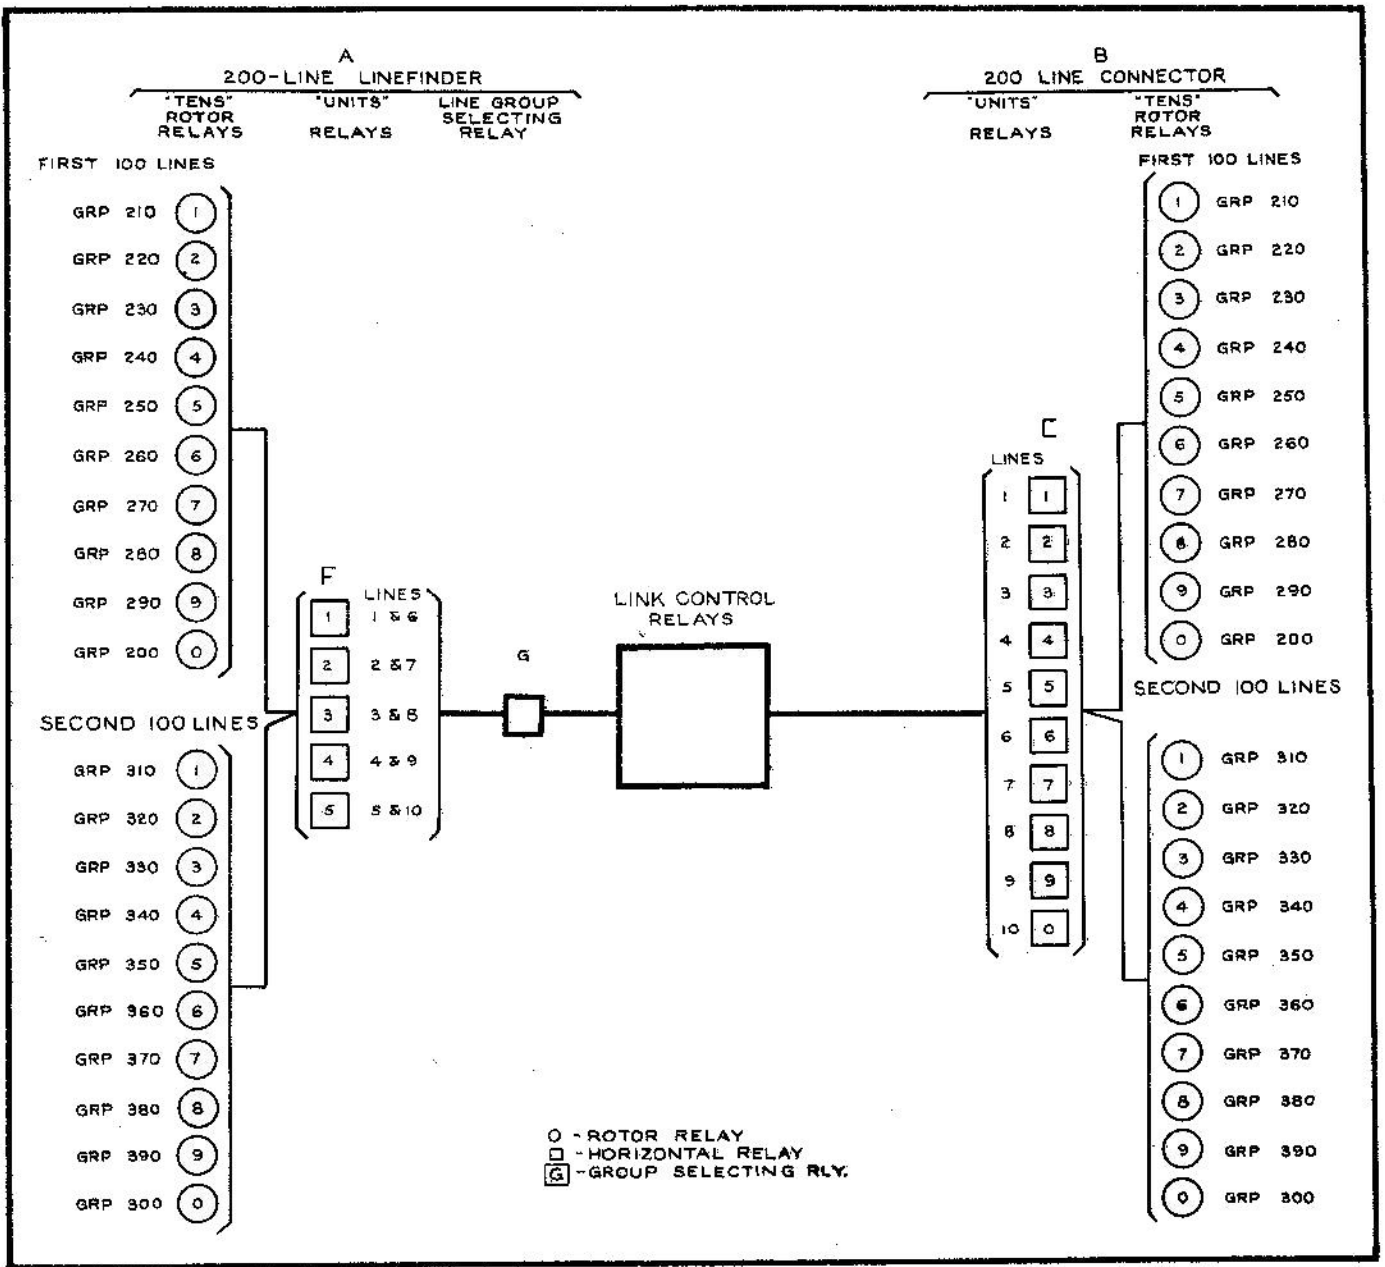 A
200-LINE LINEFINDER
"TENS" ROTOR RELAYS
"UNITS" RELAYS
LINE GROUP SELECTING RELAY
FIRST 100 LINES
GRP 210 1
GRP 220 2
GRP 230 3
GRP 240 4
GRP 250 5
GRP 260 6
GRP 270 7
GRP 280 8
GRP 290 9
GRP 200 0
SECOND 100 LINES
GRP 310 1
GRP 320 2
GRP 330 3
GRP 340 4
GRP 350 5
GRP 360 6
GRP 370 7
GRP 380 8
GRP 390 9
GRP 300 0
F
LINES
1 1 & 6
2 2 & 7
3 3 & 8
4 4 & 9
5 5 & 10
G
LINK CONTROL
RELAYS
B
200 LINE CONNECTOR
"UNITS" RELAYS
"TENS" ROTOR RELAYS
LINES
1 1
2 2
3 3
4 4
5 5
6 6
7 7
8 8
9 9
10 0
FIRST 100 LINES
1 GRP 210
2 GRP 220
3 GRP 230
4 GRP 240
5 GRP 250
6 GRP 260
7 GRP 270
8 GRP 280
9 GRP 290
0 GRP 200
SECOND 100 LINES
1 GRP 310
2 GRP 320
3 GRP 330
4 GRP 340
5 GRP 350
6 GRP 360
7 GRP 370
8 GRP 380
9 GRP 390
0 GRP 300
O - ROTOR RELAY
□ - HORIZONTAL RELAY
G - GROUP SELECTING RLY.